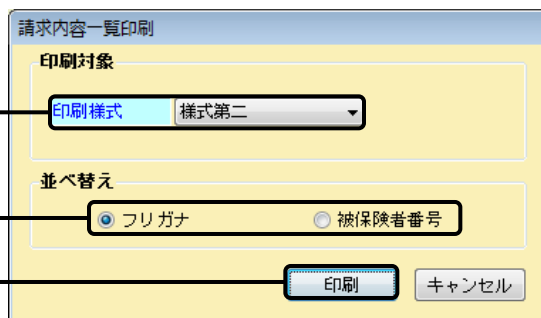 請求内容一覧印刷
印刷対象
印刷様式 様式第二
並べ替え
フリガナ 被保険者番号
印刷 キャンセル